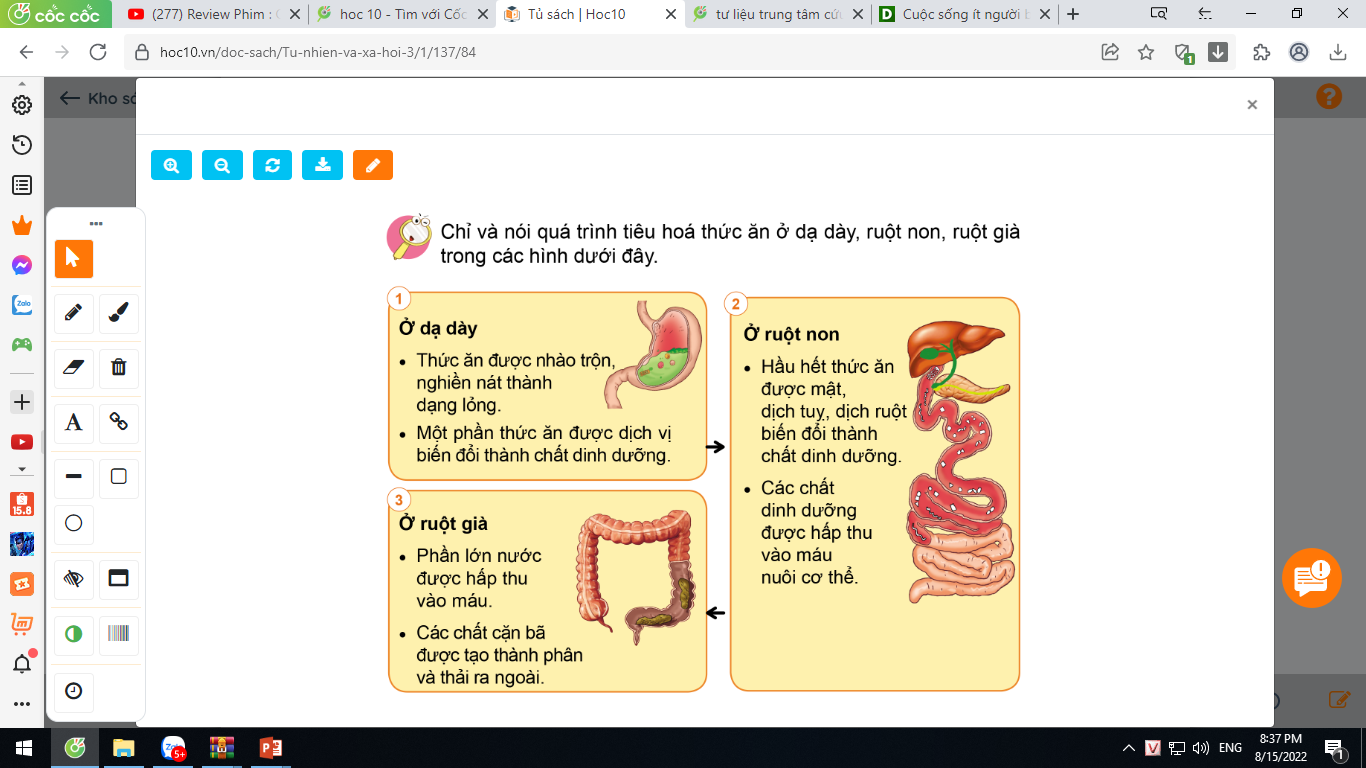 cốc cốc
(277) Review Phim : C
hoc 10 - Tìm với Cốc
Tủ sách | Hoc10
tư liệu trung tâm cứu
Cuộc sống ít người b
hoc10.vn/doc-sach/Tu-nhien-va-xa-hoi-3/1/137/84
1
Kho sá
Chỉ và nói quá trình tiêu hoá thức ăn ở dạ dày, ruột non, ruột già
trong các hình dưới đây.
1
Ở dạ dày
• Thức ăn được nhào trộn,
nghiền nát thành
dạng lỏng.
• Một phần thức ăn được dịch vị
biến đổi thành chất dinh dưỡng.
2
Ở ruột non
• Hầu hết thức ăn
được mật,
dịch tuỵ, dịch ruột
biến đổi thành
chất dinh dưỡng.
• Các chất
dinh dưỡng
được hấp thu
vào máu
nuôi cơ thể.
3
Ở ruột già
• Phần lớn nước
được hấp thu
vào máu.
• Các chất cặn bã
được tạo thành phân
và thải ra ngoài.
A
Zalo
15.8
5+
ENG
8:37 PM
8/15/2022
1